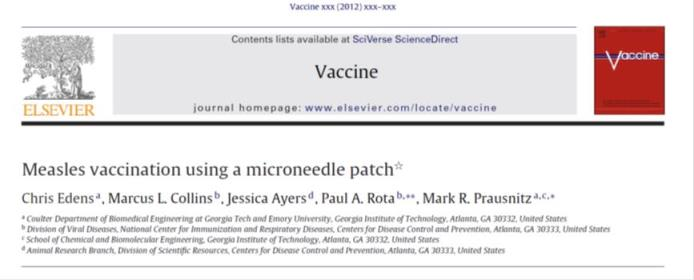 Vaccine xxx (2012) xxx–xxx
Contents lists available at SciVerse ScienceDirect
Vaccine
journal homepage: www.elsevier.com/locate/vaccine
ELSEVIER
Vaccine
Measles vaccination using a microneedle patch☆
Chris Edens a, Marcus L. Collins b, Jessica Ayers d, Paul A. Rota b,**, Mark R. Prausnitz a,c,*
a Coulter Department of Biomedical Engineering at Georgia Tech and Emory University, Georgia Institute of Technology, Atlanta, GA 30332, United States
b Division of Viral Diseases, National Center for Immunization and Respiratory Diseases, Centers for Disease Control and Prevention, Atlanta, GA 30333, United States
c School of Chemical and Biomolecular Engineering, Georgia Institute of Technology, Atlanta, GA 30332, United States
d Animal Research Branch, Division of Scientific Resources, Centers for Disease Control and Prevention, Atlanta, GA 30333, United States